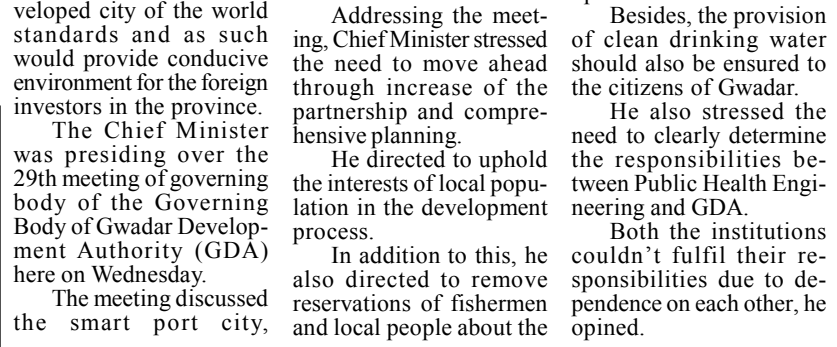 veloped city of the world
standards and as such
would provide conducive
environment for the foreign
investors in the province.
The Chief Minister
was presiding over the
29th meeting of governing
body of the Governing
Body of Gwadar Develop-
ment Authority (GDA)
here on Wednesday.
The meeting discussed
the smart port city,
Addressing the meet-
ing, Chief Minister stressed
the need to move ahead
through increase of the
partnership and compre-
hensive planning.
He directed to uphold
the interests of local popu-
lation in the development
process.
In addition to this, he
also directed to remove
reservations of fishermen
and local people about the
Besides, the provision
of clean drinking water
should also be ensured to
the citizens of Gwadar.
He also stressed the
need to clearly determine
the responsibilities be-
tween Public Health Engi-
neering and GDA.
Both the institutions
couldn't fulfil their re-
sponsibilities due to de-
pendence on each other, he
opined.